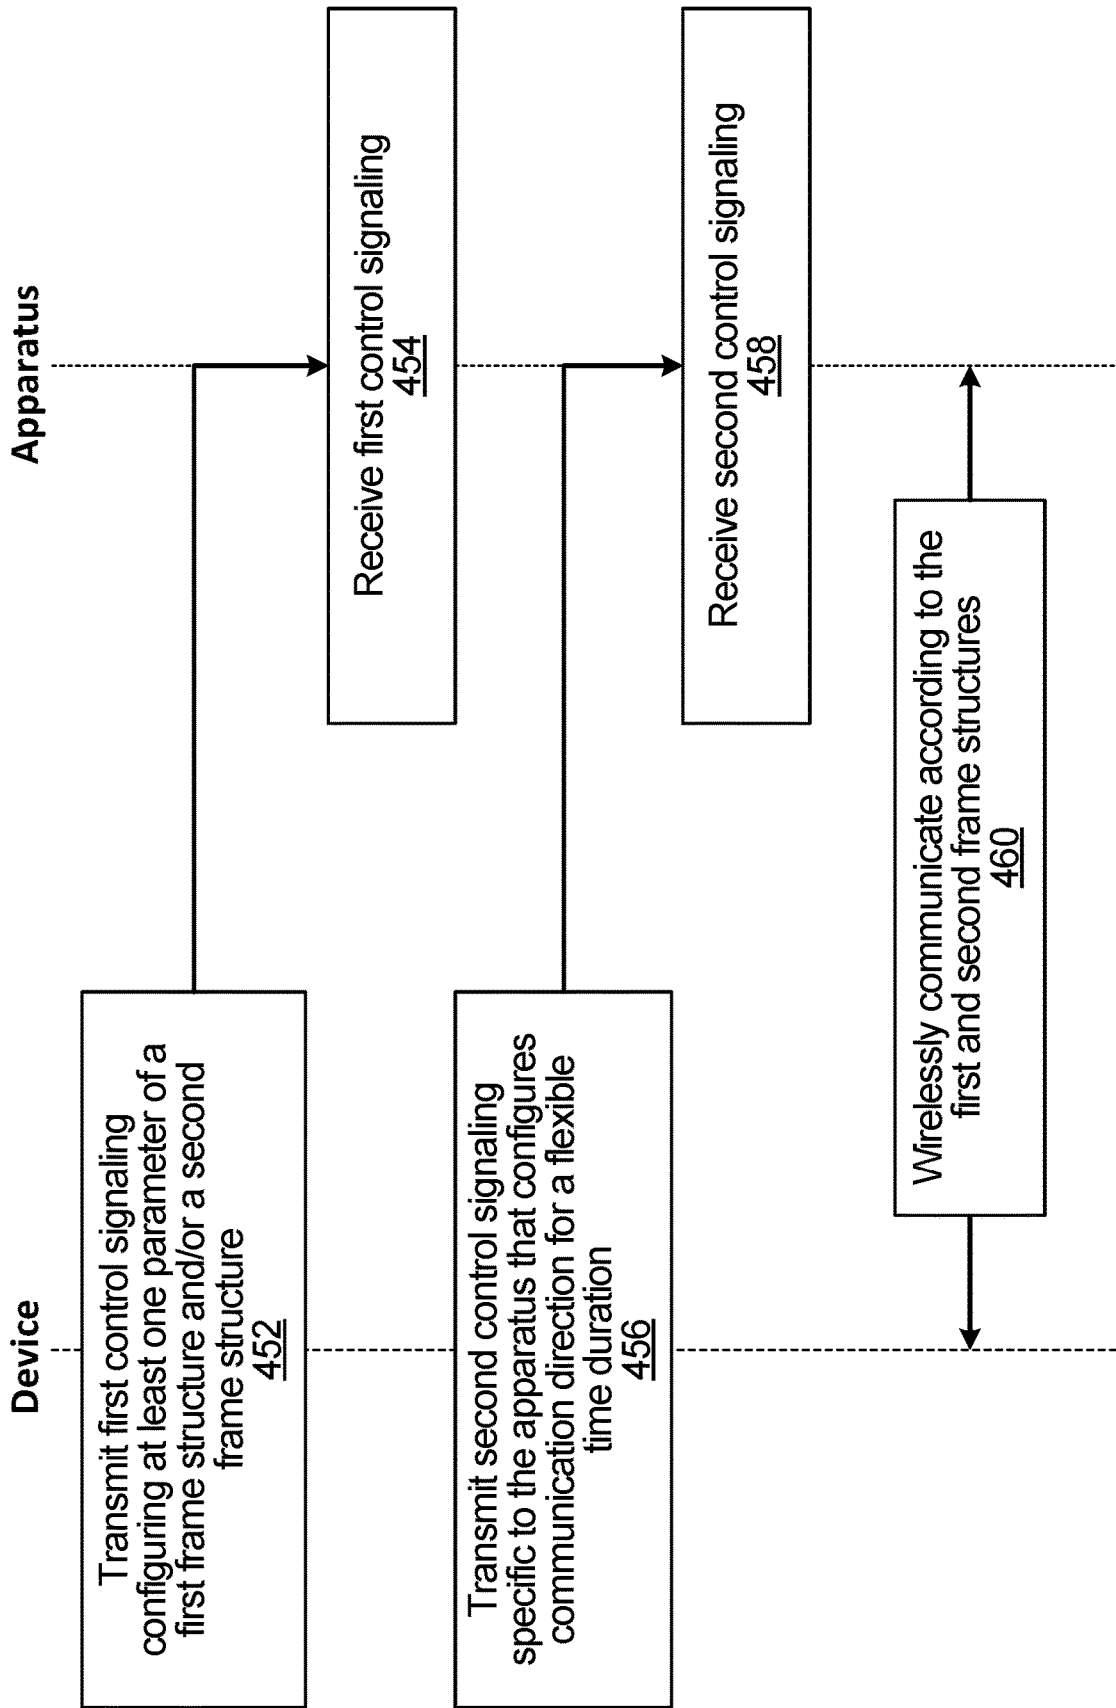 Device
Apparatus
Transmit first control signaling
configuring at least one parameter of a
first frame structure and/or a second
frame structure
452
Receive first control signaling
454
Transmit second control signaling
specific to the apparatus that configures
communication direction for a flexible
time duration
456
Receive second control signaling
458
Wirelessly communicate according to the
first and second frame structures
460